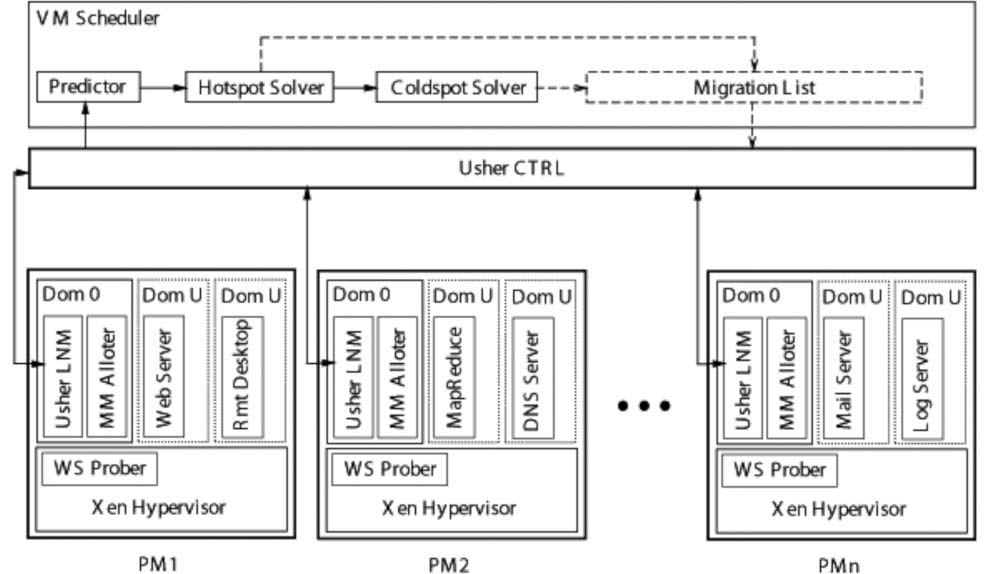 VM Scheduler
Predictor
Hotspot Solver
Coldspot Solver
Migration List
Usher CTRL
Dom 0
Dom U
Dom U
Usher LNM
MM Alloter
Web Server
Rmt Desktop
WS Prober
Xen Hypervisor
PM1
Dom 0
Dom U
Dom U
Usher LNM
MM Alloter
MapReduce
DNS Server
WS Prober
Xen Hypervisor
PM2
Dom 0
Dom U
Dom U
Usher LNM
MM Alloter
Mail Server
Log Server
WS Prober
Xen Hypervisor
PMn